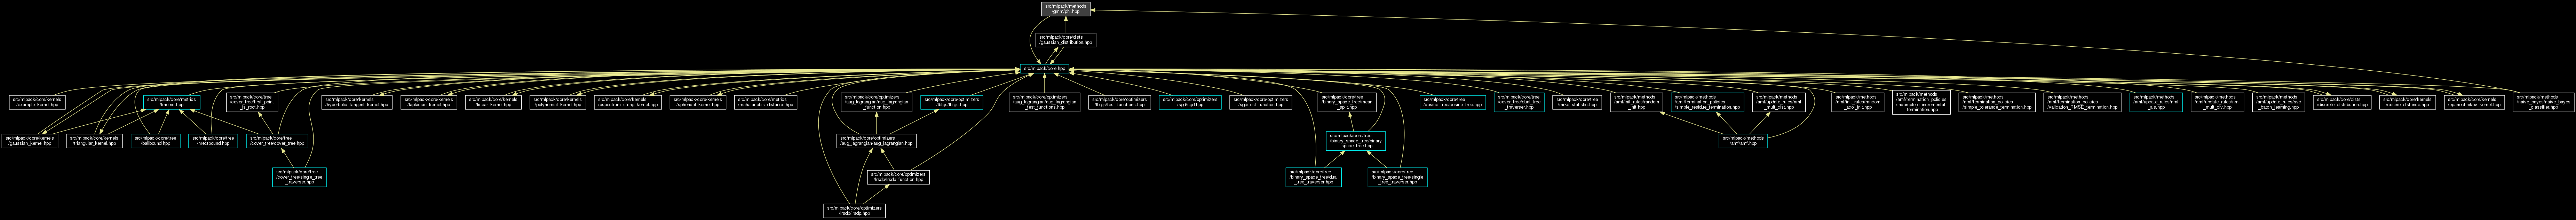 src/mlpack/methods
/gmm/phi.hpp
src/mlpack/core/dists
/gaussian_distribution.hpp
src/mlpack/core.hpp
src/mlpack/core/kernels
/example_kernel.hpp
src/mlpack/core/metrics
/lmetric.hpp
src/mlpack/core/tree
/cover_tree/first_point
_is_root.hpp
src/mlpack/core/kernels
/hyperbolic_tangent_kernel.hpp
src/mlpack/core/kernels
/laplacian_kernel.hpp
src/mlpack/core/kernels
/linear_kernel.hpp
src/mlpack/core/kernels
/polynomial_kernel.hpp
src/mlpack/core/kernels
/pspectrum_string_kernel.hpp
src/mlpack/core/kernels
/spherical_kernel.hpp
src/mlpack/core/metrics
/mahalanobis_distance.hpp
src/mlpack/core/optimizers
/aug_lagrangian/aug_lagrangian
_function.hpp
src/mlpack/core/optimizers
/lbfgs/lbfgs.hpp
src/mlpack/core/optimizers
/aug_lagrangian/aug_lagrangian
_test_functions.hpp
src/mlpack/core/optimizers
/lbfgs/test_functions.hpp
src/mlpack/core/optimizers
/sgd/sgd.hpp
src/mlpack/core/optimizers
/sgd/test_function.hpp
src/mlpack/core/tree
/binary_space_tree/mean
_split.hpp
src/mlpack/core/tree
/cosine_tree/cosine_tree.hpp
src/mlpack/core/tree
/cover_tree/dual_tree
_traverser.hpp
src/mlpack/core/tree
/mrkd_statistic.hpp
src/mlpack/methods
/amf/init_rules/random
_init.hpp
src/mlpack/methods
/amf/termination_policies
/simple_residue_termination.hpp
src/mlpack/methods
/amf/update_rules/nmf
_mult_dist.hpp
src/mlpack/methods
/amf/init_rules/random
_acol_init.hpp
src/mlpack/methods
/amf/termination_policies
/incomplete_incremental
_termination.hpp
src/mlpack/methods
/amf/termination_policies
/simple_tolerance_termination.hpp
src/mlpack/methods
/amf/termination_policies
/validation_RMSE_termination.hpp
src/mlpack/methods
/amf/update_rules/nmf
_als.hpp
src/mlpack/methods
/amf/update_rules/nmf
_mult_div.hpp
src/mlpack/methods
/amf/update_rules/svd
_batch_learning.hpp
src/mlpack/core/dists
/discrete_distribution.hpp
src/mlpack/core/kernels
/cosine_distance.hpp
src/mlpack/core/kernels
/epanechnikov_kernel.hpp
src/mlpack/methods
/naive_bayes/naive_bayes
_classifier.hpp
src/mlpack/core/kernels
/gaussian_kernel.hpp
src/mlpack/core/kernels
/triangular_kernel.hpp
src/mlpack/core/tree
/ballbound.hpp
src/mlpack/core/tree
/hrectbound.hpp
src/mlpack/core/tree
/cover_tree/cover_tree.hpp
src/mlpack/core/optimizers
/aug_lagrangian/aug_lagrangian.hpp
src/mlpack/core/tree
/binary_space_tree/binary
_space_tree.hpp
src/mlpack/methods
/amf/amf.hpp
src/mlpack/core/tree
/cover_tree/single_tree
_traverser.hpp
src/mlpack/core/optimizers
/lrsdp/lrsdp_function.hpp
src/mlpack/core/tree
/binary_space_tree/dual
_tree_traverser.hpp
src/mlpack/core/tree
/binary_space_tree/single
_tree_traverser.hpp
src/mlpack/core/optimizers
/lrsdp/lrsdp.hpp